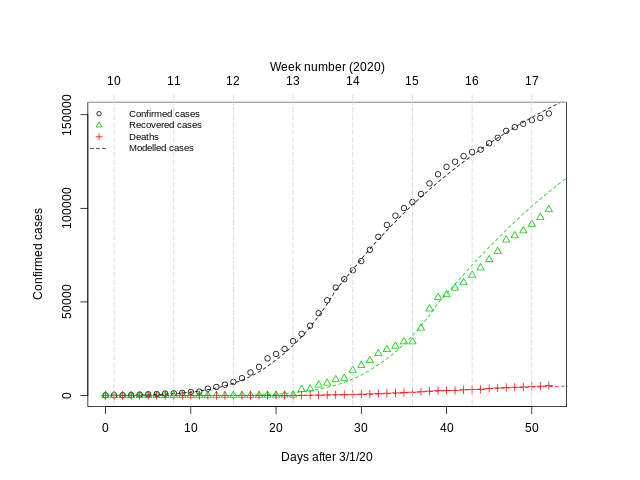 Week number (2020)
10 11 12 13 14 15 16 17
Confirmed cases
Recovered cases
Deaths
Modelled cases
Confirmed cases
150000
100000
50000
0
0 10 20 30 40 50
Days after 3/1/20